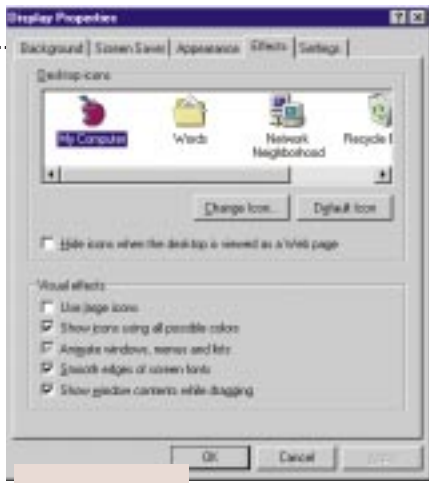 Display Properties
Background Screen Saver Appearance Effects Settings
Desktop icons
My Computer Words Network Neighborhood Recycle
Change Icon... Default Icon
Hide icons when the desktop is viewed as a Web page
Visual effects
Use large icons
Show icons using all possible colors
Animate windows, menus and lists
Smooth edges of screen fonts
Show window contents while dragging
OK Cancel Apply